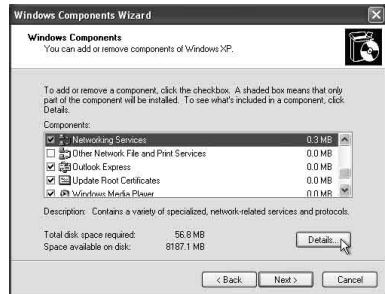 Windows Components Wizard
Windows Components
You can add or remove components of Windows XP.
To add or remove a component, click the checkbox. A shaded box means that only
part of the component will be installed. To see what's included in a component, click
Details.
Components:
Networking Services 0.3 MB
Other Network File and Print Services 0.0 MB
Outlook Express 0.0 MB
Update Root Certificates 0.0 MB
Windows Media Player 0.0 MB
Description: Contains a variety of specialized, network-related services and protocols.
Total disk space required: 56.8 MB
Space available on disk: 8187.1 MB
Details...
< Back Next > Cancel